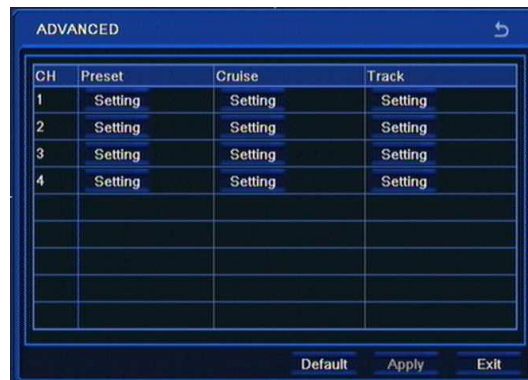 ADVANCED
CH Preset Cruise Track
1 Setting Setting Setting
2 Setting Setting Setting
3 Setting Setting Setting
4 Setting Setting Setting
Default Apply Exit